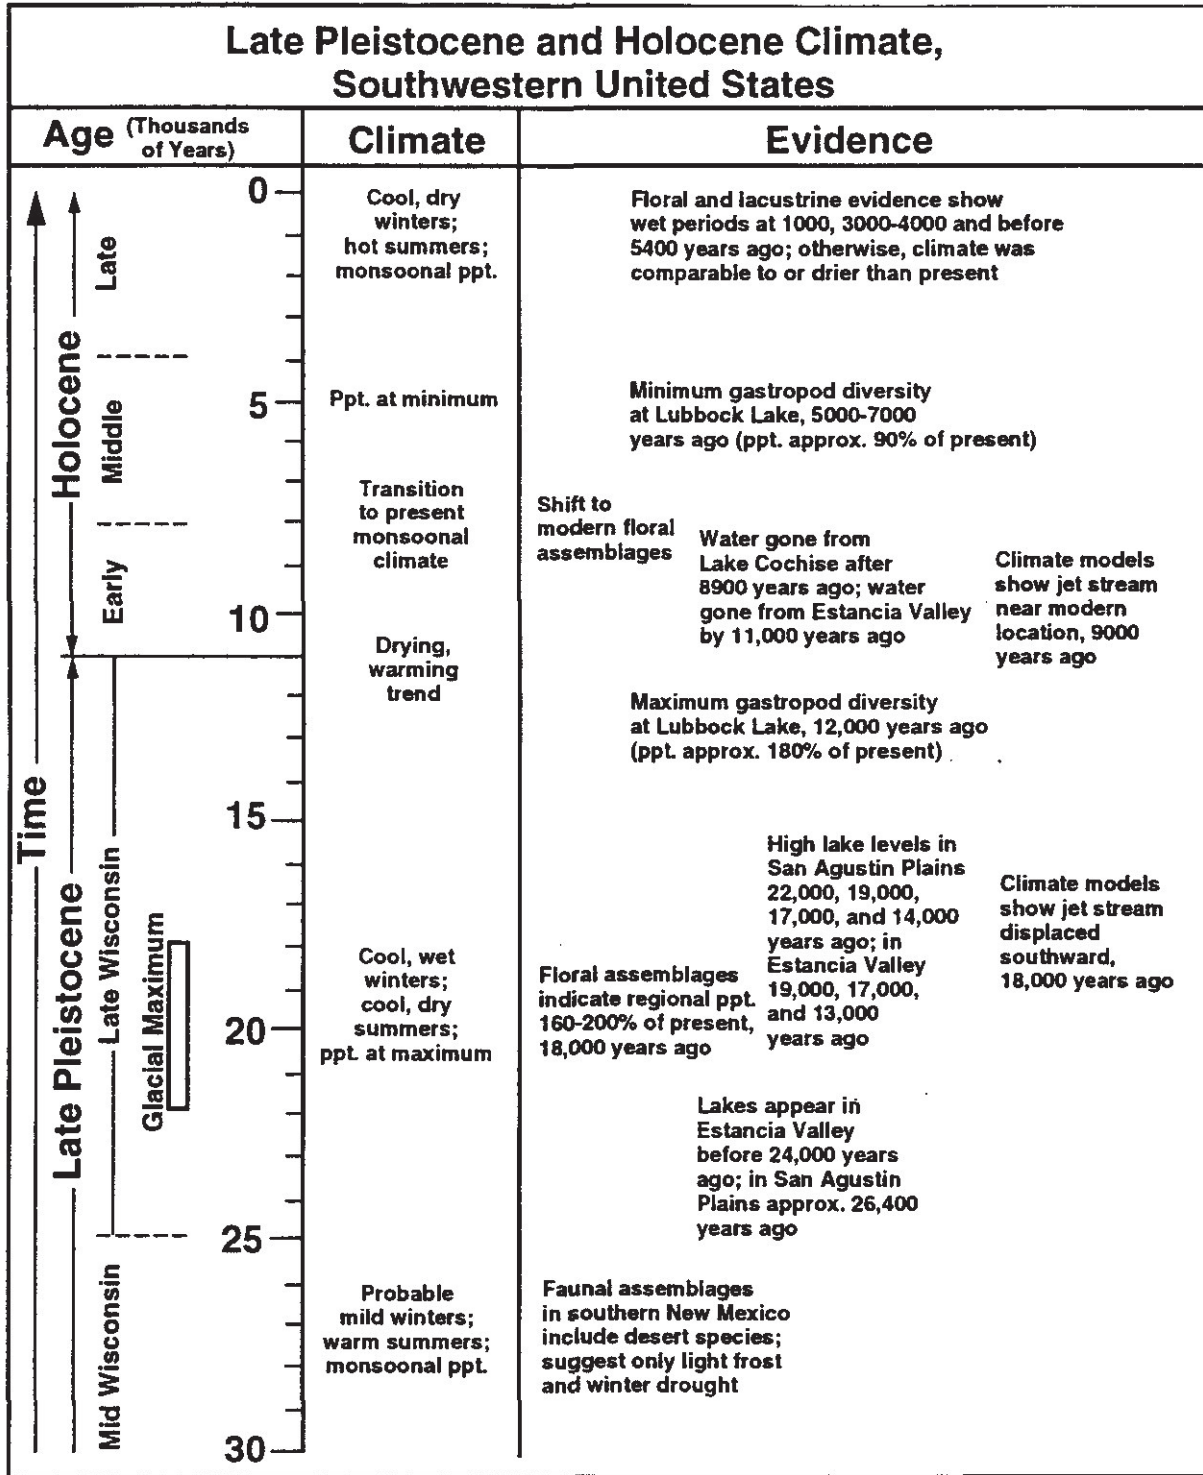 Late Pleistocene and Holocene Climate,
Southwestern United States
Age (Thousands
of Years)
Climate
Evidence
Time
Holocene
Late Pleistocene
Late
Middle
Early
Late Wisconsin
Mid Wisconsin
Glacial Maximum
0
5
10
15
20
25
30
Cool, dry
winters;
hot summers;
monsoonal ppt.
Ppt. at minimum
Transition
to present
monsoonal
climate
Drying,
warming
trend
Cool, wet
winters;
cool, dry
summers;
ppt. at maximum
Probable
mild winters;
warm summers;
monsoonal ppt.
Floral and lacustrine evidence show
wet periods at 1000, 3000-4000 and before
5400 years ago; otherwise, climate was
comparable to or drier than present
Minimum gastropod diversity
at Lubbock Lake, 5000-7000
years ago (ppt. approx. 90% of present)
Shift to
modern floral
assemblages
Water gone from
Lake Cochise after
8900 years ago; water
gone from Estancia Valley
by 11,000 years ago
Climate models
show jet stream
near modern
location, 9000
years ago
Maximum gastropod diversity
at Lubbock Lake, 12,000 years ago
(ppt. approx. 180% of present)
High lake levels in
San Agustin Plains
22,000, 19,000,
17,000, and 14,000
years ago; in
Estancia Valley
19,000, 17,000,
and 13,000
years ago
Climate models
show jet stream
displaced
southward,
18,000 years ago
Floral assemblages
indicate regional ppt.
160-200% of present,
18,000 years ago
Lakes appear in
Estancia Valley
before 24,000 years
ago; in San Agustin
Plains approx. 26,400
years ago
Faunal assemblages
in southern New Mexico
include desert species;
suggest only light frost
and winter drought